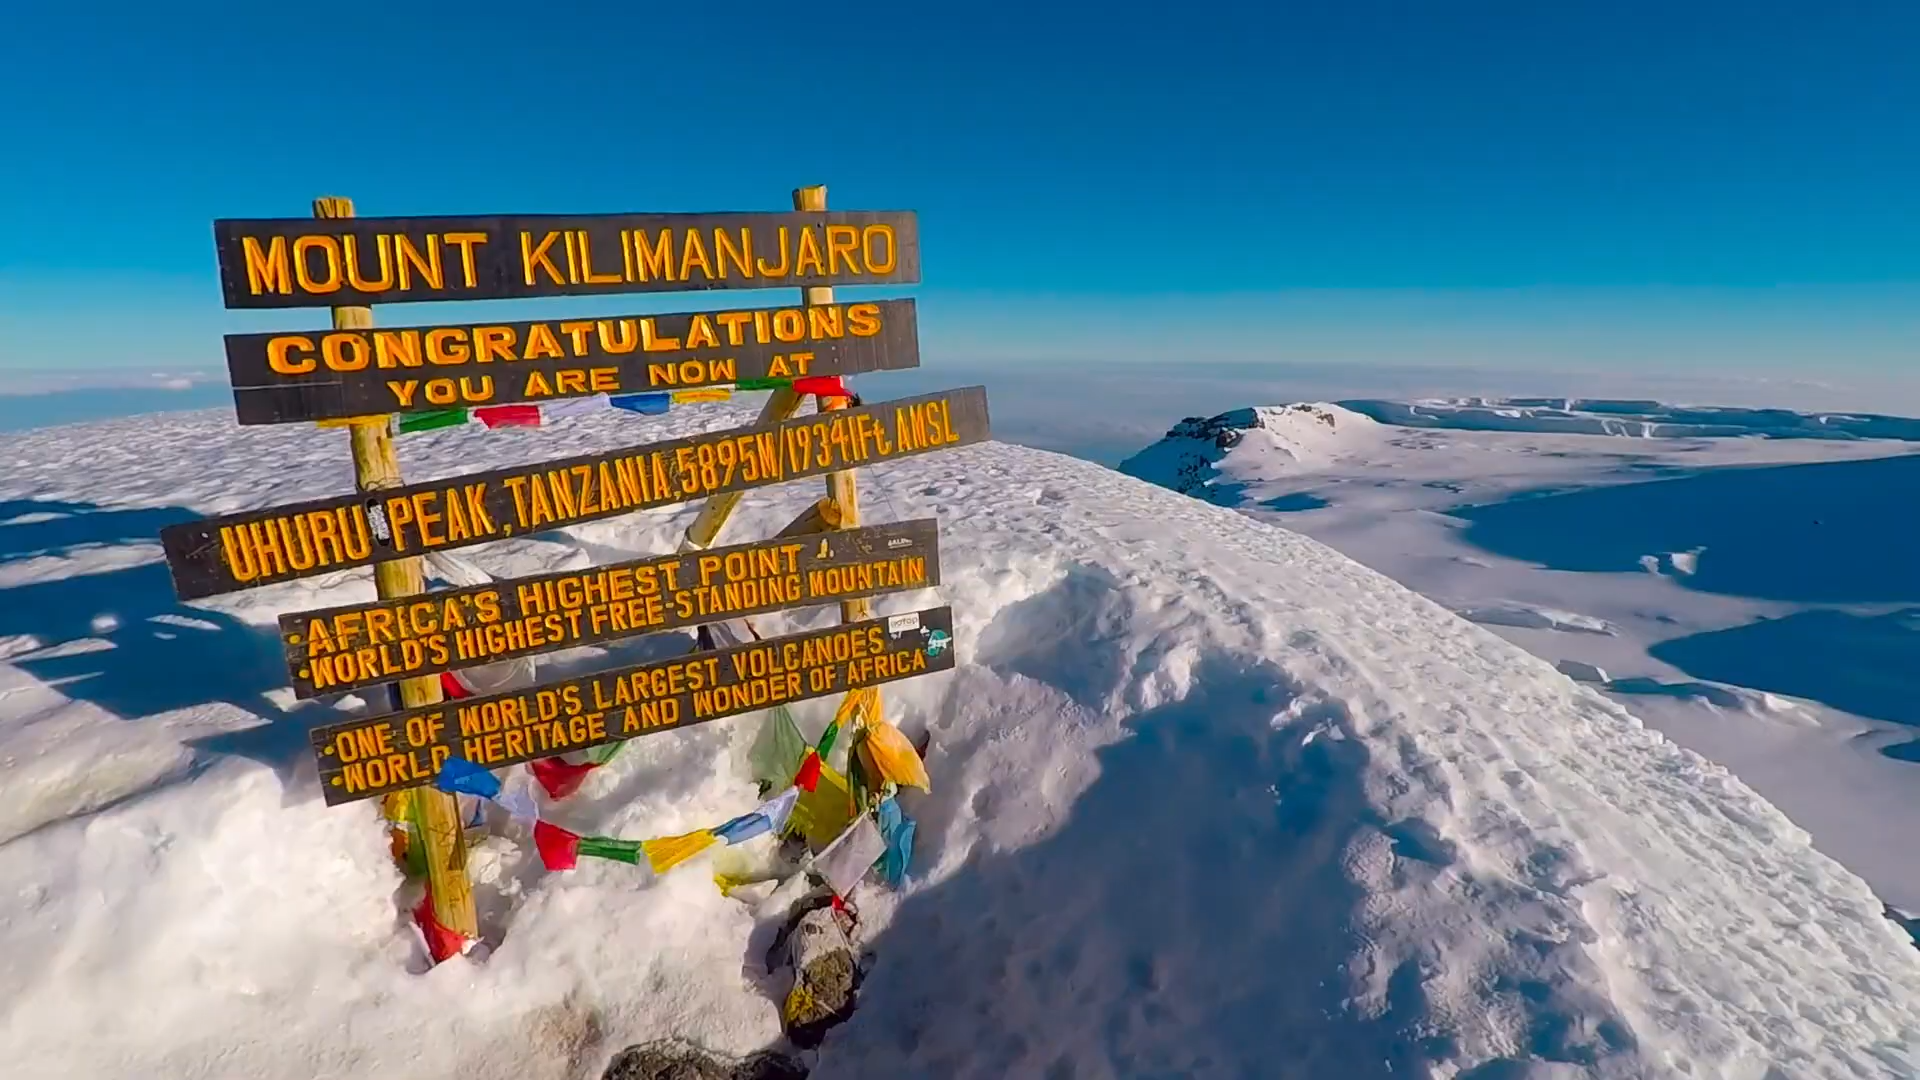 MOUNT KILIMANJARO
CONGRATULATIONS
YOU ARE NOW AT
UHURU PEAK, TANZANIA, 5895M/19341Ft AMSL
•AFRICA'S HIGHEST POINT
•WORLD'S HIGHEST FREE-STANDING MOUNTAIN
•ONE OF WORLD'S LARGEST VOLCANOES
•WORLD HERITAGE AND WONDER OF AFRICA